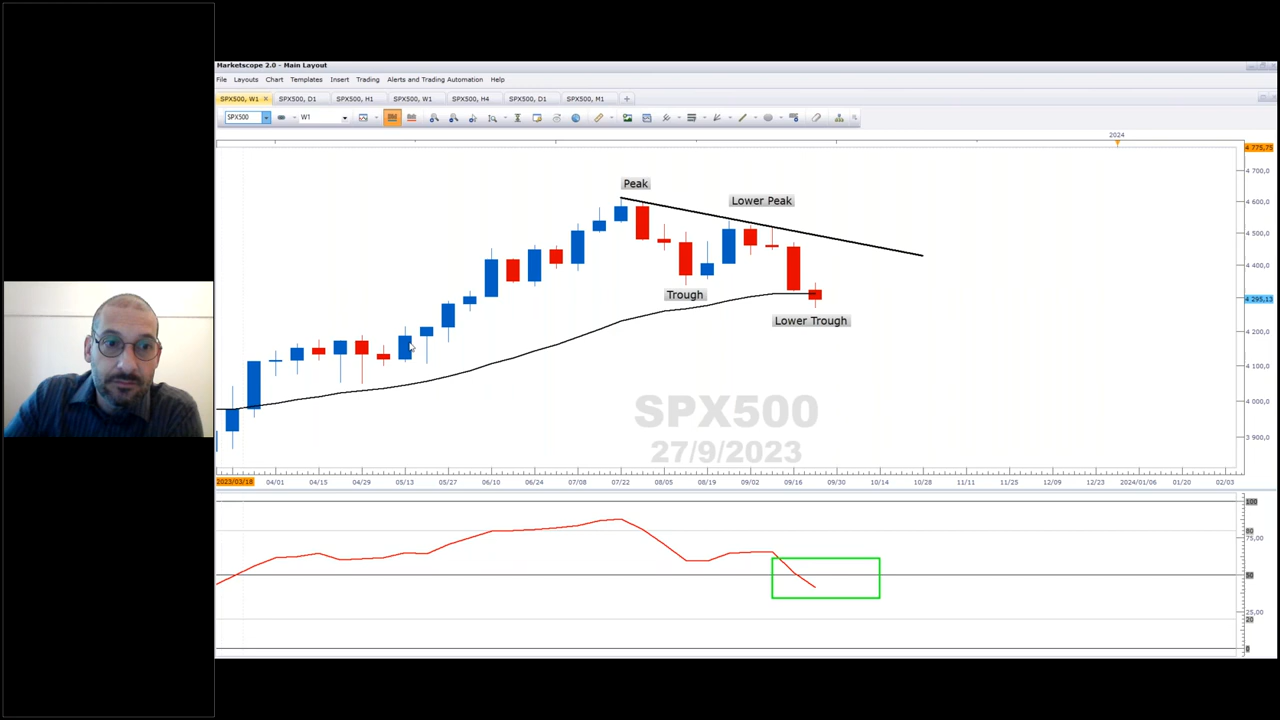 Marketscope 2.0 - Main Layout
File Layouts Chart Templates Insert Trading Alerts and Trading Automation Help
SPX500, W1 SPX500, D1 SPX500, H1 SPX500, W1 SPX500, H4 SPX500, D1 SPX500, M1
SPX500 W1
2024
4 775,75
4 700,0
Peak
Lower Peak
4 600,0
4 500,0
4 400,0
Trough
4 295,13
Lower Trough
4 200,0
4 100,0
4 000,0
SPX500
3 900,0
27/9/2023
2023/03/18 04/01 04/15 04/29 05/13 05/27 06/10 06/24 07/08 07/22 08/05 08/19 09/02 09/16 09/30 10/14 10/28 11/11 11/25 12/09 12/23 2024/01/06 01/20 02/03
100
80
75,00
50
25,00
20
0